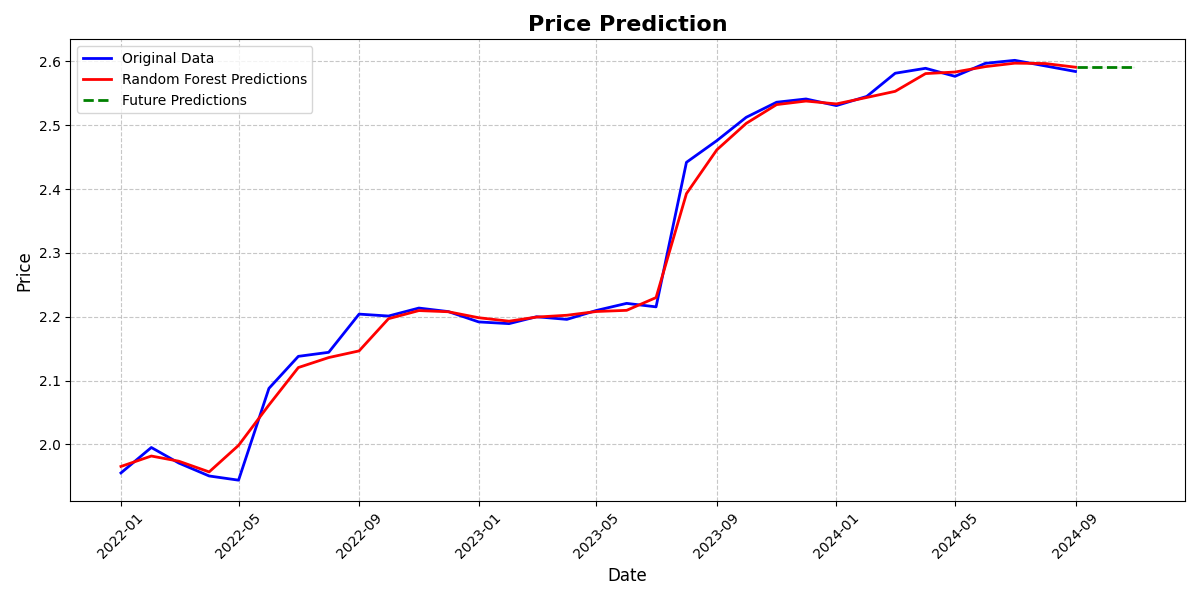 Price Prediction
Original Data
Random Forest Predictions
Future Predictions
2.6
2.5
2.4
2.3
2.2
2.1
2.0
Price
2022-01
2022-05
2022-09
2023-01
2023-05
2023-09
2024-01
2024-05
2024-09
Date